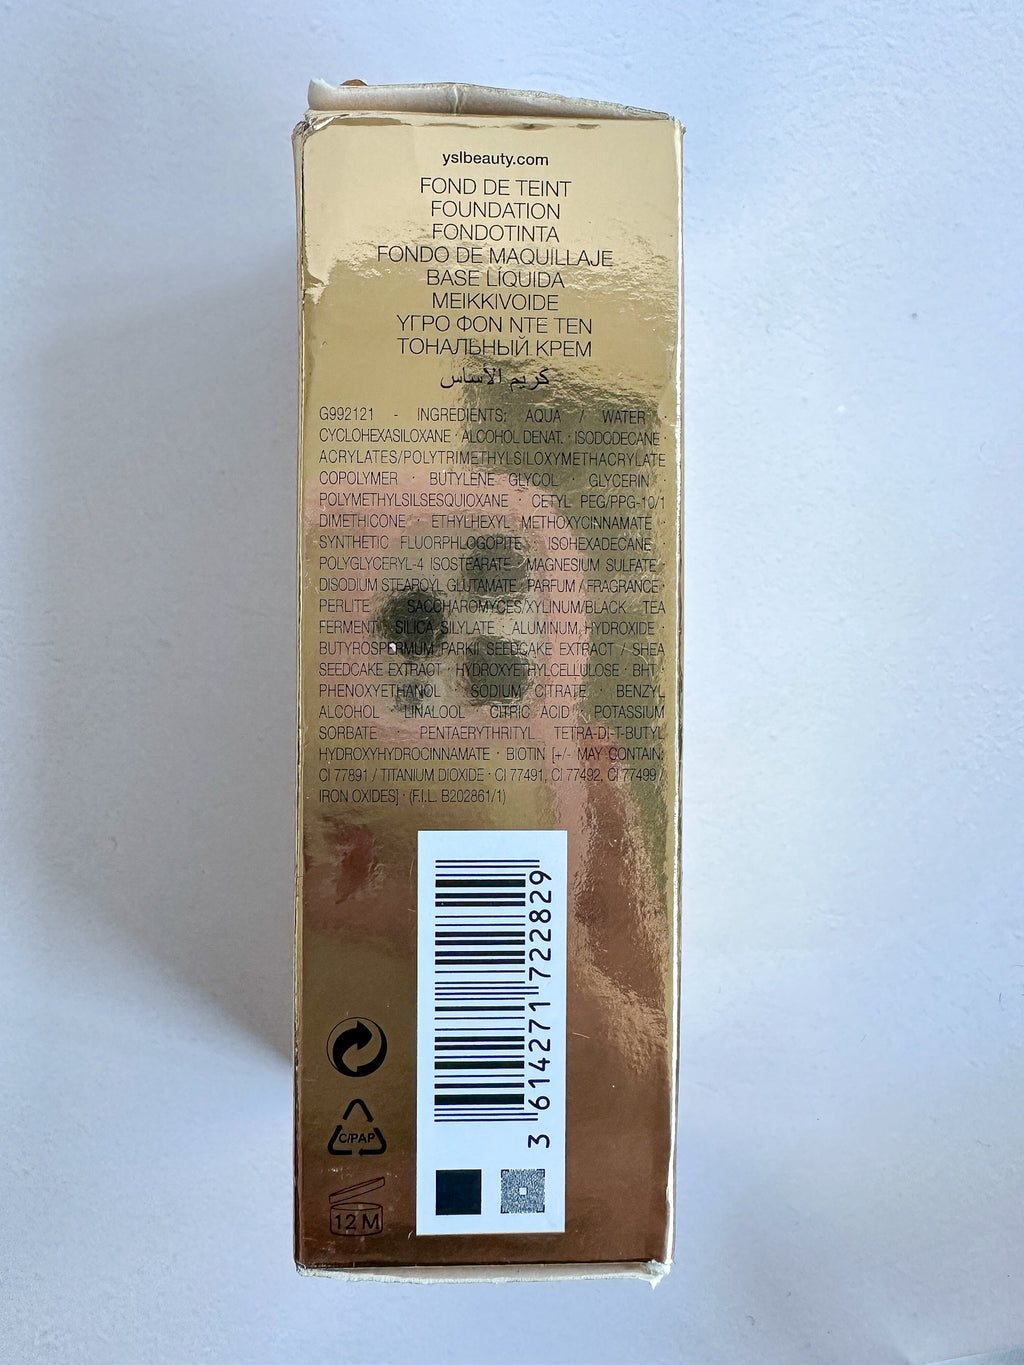 yslbeauty.com
FOND DE TEINT
FOUNDATION
FONDOTINTA
FONDO DE MAQUILLAJE
BASE LÍQUIDA
MEIKKIVOIDE
ΥΓΡΟ ΦΟΝ ΝΤΕ ΤΕΝ
ТОНАЛЬНЫЙ КРЕМ
كريم الأساس
G992121 - INGREDIENTS: AQUA / WATER ·
CYCLOHEXASILOXANE · ALCOHOL DENAT. · ISODODECANE ·
ACRYLATES/POLYTRIMETHYLSILOXYMETHACRYLATE
COPOLYMER · BUTYLENE GLYCOL · GLYCERIN ·
POLYMETHYLSILSESQUIOXANE · CETYL PEG/PPG-10/1
DIMETHICONE · ETHYLHEXYL METHOXYCINNAMATE ·
SYNTHETIC FLUORPHLOGOPITE · ISOHEXADECANE ·
POLYGLYCERYL-4 ISOSTEARATE · MAGNESIUM SULFATE ·
DISODIUM STEAROYL GLUTAMATE · PARFUM / FRAGRANCE ·
PERLITE · SACCHAROMYCES/XYLINUM/BLACK TEA
FERMENT · SILICA SILYLATE · ALUMINUM HYDROXIDE ·
BUTYROSPERMUM PARKII SEEDCAKE EXTRACT / SHEA
SEEDCAKE EXTRACT · HYDROXYETHYLCELLULOSE · BHT ·
PHENOXYETHANOL · SODIUM CITRATE · BENZYL
ALCOHOL · LINALOOL · CITRIC ACID · POTASSIUM
SORBATE · PENTAERYTHRITYL TETRA-DI-T-BUTYL
HYDROXYHYDROCINNAMATE · BIOTIN [+/- MAY CONTAIN:
CI 77891 / TITANIUM DIOXIDE · CI 77491, CI 77492, CI 77499 /
IRON OXIDES] · (F.I.L. B202861/1)
3 614271 722829
C/PAP
12 M